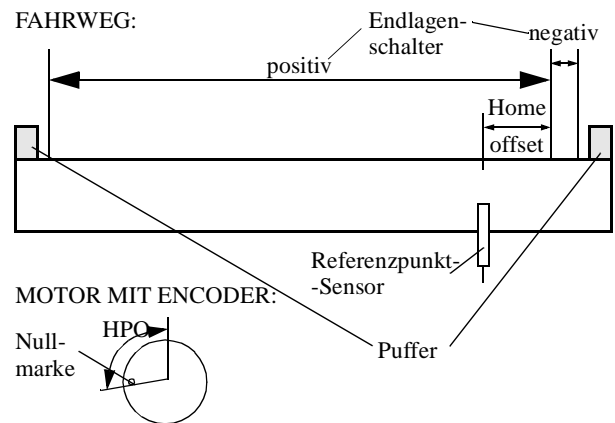 FAHRWEG:
Endlagen-
schalter
negativ
positiv
Home
offset
Referenzpunkt-
-Sensor
MOTOR MIT ENCODER:
HPO
Null-
marke
Puffer